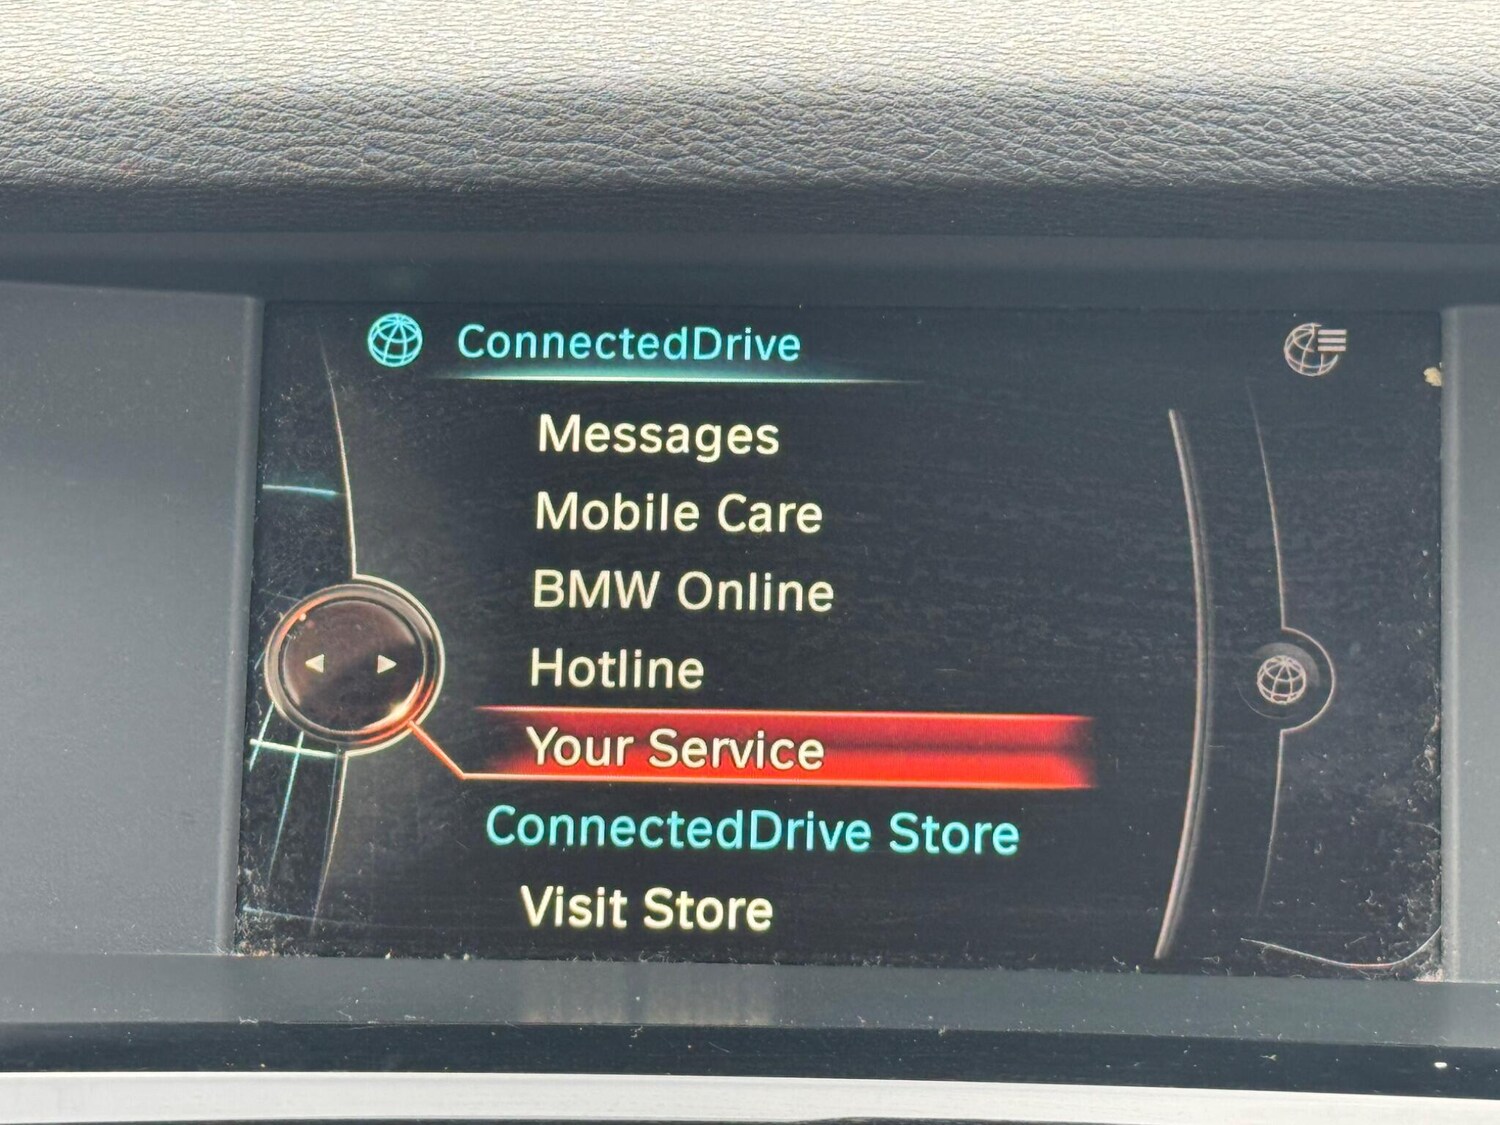 ConnectedDrive
Messages
Mobile Care
BMW Online
Hotline
Your Service
ConnectedDrive Store
Visit Store